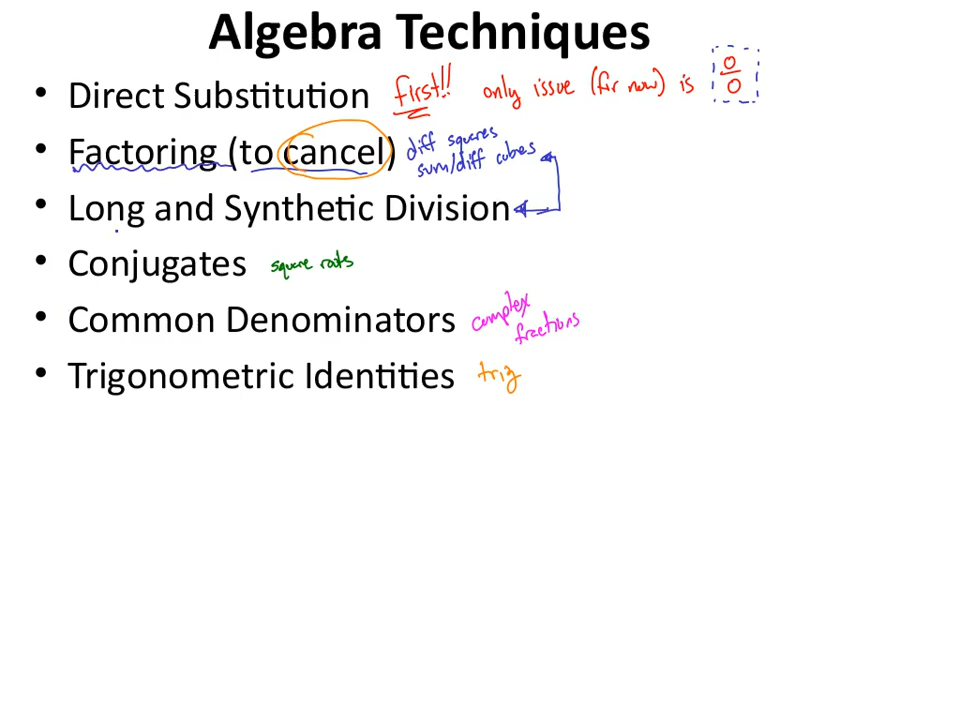 Algebra Techniques
• Direct Substitution first!! only issue (for now) is 0/0
• Factoring (to cancel) diff squares
sum/diff cubes
• Long and Synthetic Division
• Conjugates square roots
• Common Denominators complex
fractions
• Trigonometric Identities trig